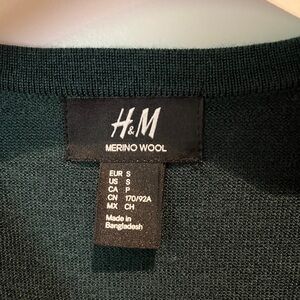 H&M
MERINO WOOL
EUR S
US S
CA P
CN 170/92A
MX CH
Made in
Bangladesh